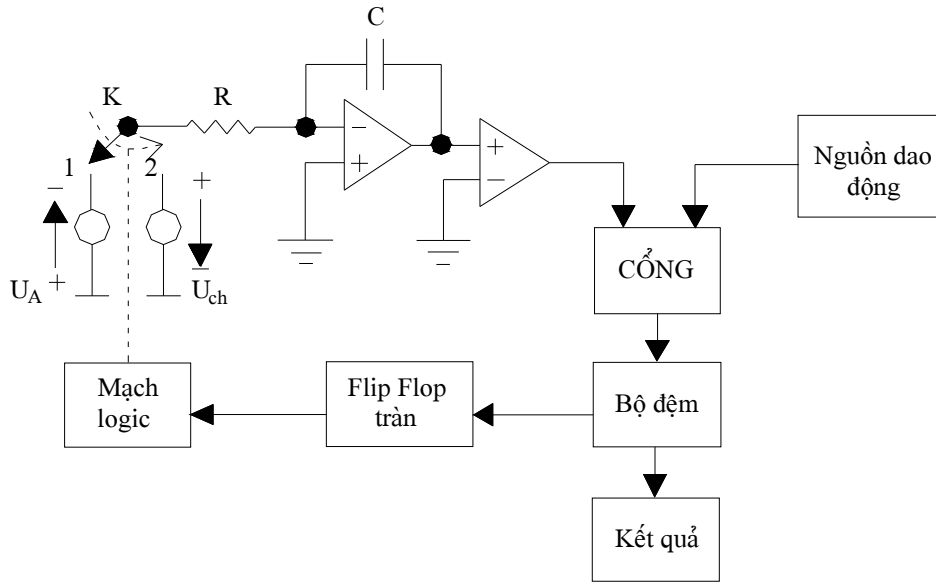 C
K
R
1
2
−
+
+
−
−
+
+
−
U_A
U_ch
Nguồn dao
động
CỔNG
Mạch
logic
Flip Flop
tràn
Bộ đệm
Kết quả